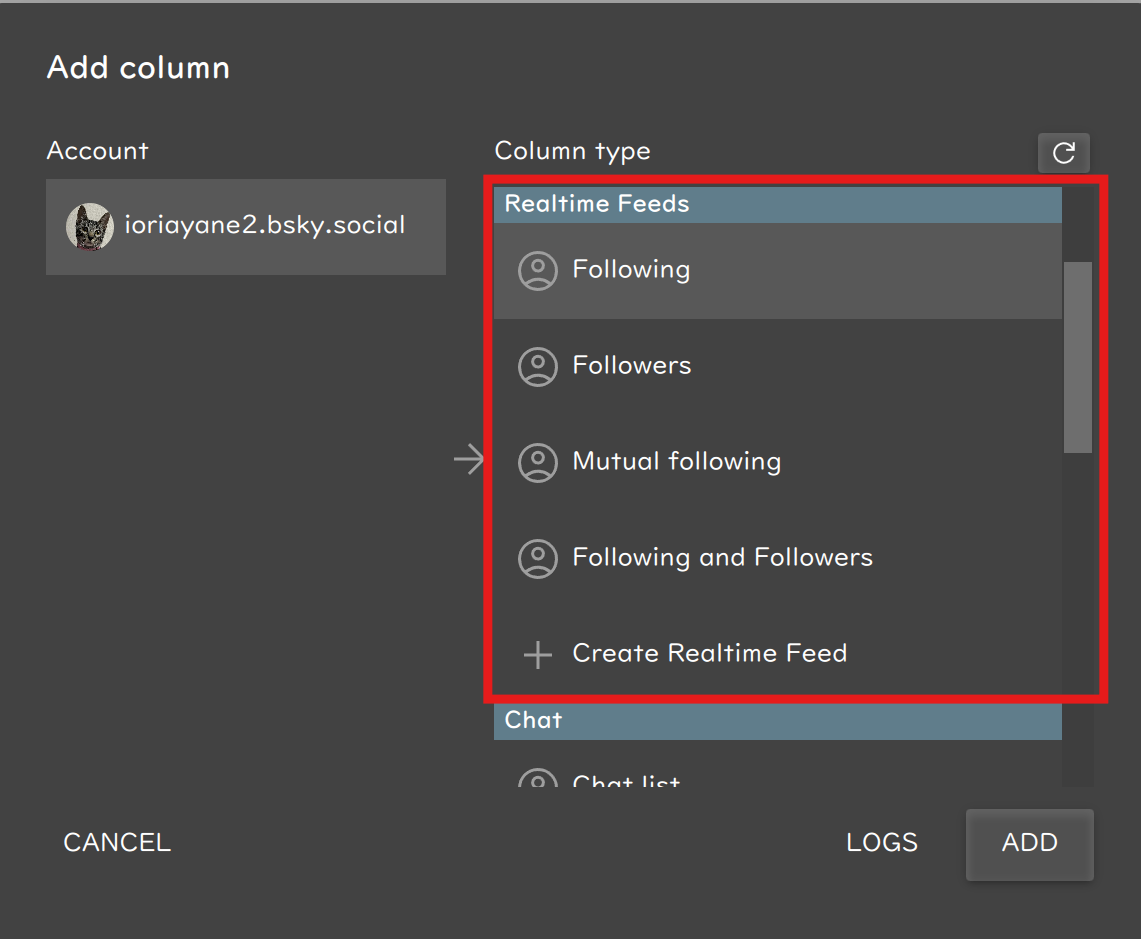 Add column
Account
Column type
ioriayane2.bsky.social
Realtime Feeds
Following
Followers
Mutual following
Following and Followers
Create Realtime Feed
Chat
Chat list
CANCEL
LOGS
ADD